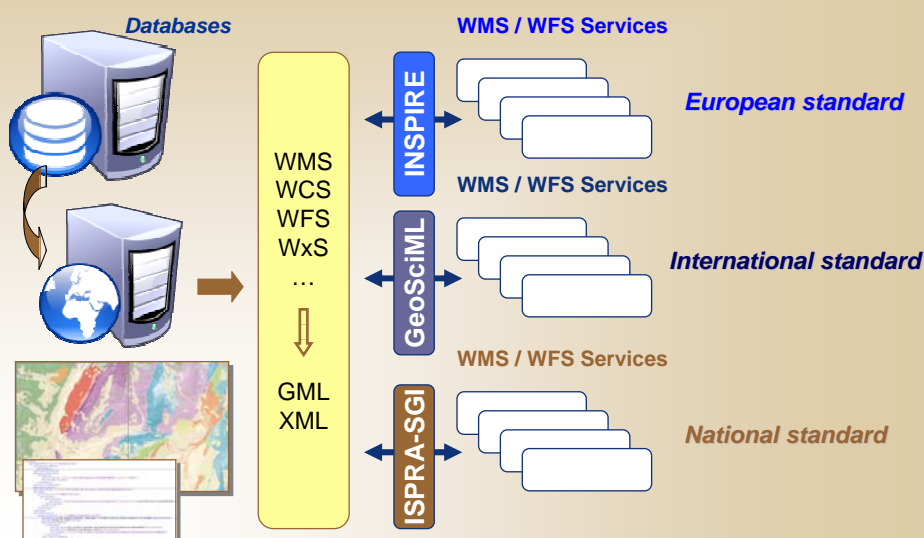 Databases
WMS
WCS
WFS
WxS
…
GML
XML
WMS / WFS Services
INSPIRE
European standard
WMS / WFS Services
GeoSciML
International standard
WMS / WFS Services
ISPRA-SGI
National standard